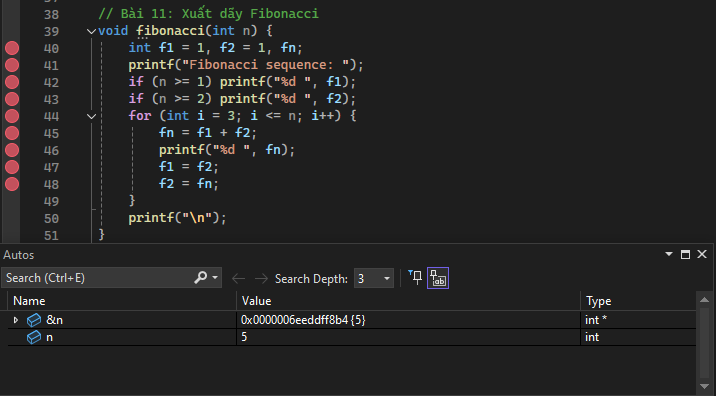 38 // Bài 11: Xuất dãy Fibonacci
39 void fibonacci(int n) {
40 int f1 = 1, f2 = 1, fn;
41 printf("Fibonacci sequence: ");
42 if (n >= 1) printf("%d ", f1);
43 if (n >= 2) printf("%d ", f2);
44 for (int i = 3; i <= n; i++) {
45 fn = f1 + f2;
46 printf("%d ", fn);
47 f1 = f2;
48 f2 = fn;
49 }
50 printf("\n");
51 }
Autos
Search (Ctrl+E) Search Depth: 3
Name Value Type
&n 0x0000006eeddff8b4 {5} int *
n 5 int